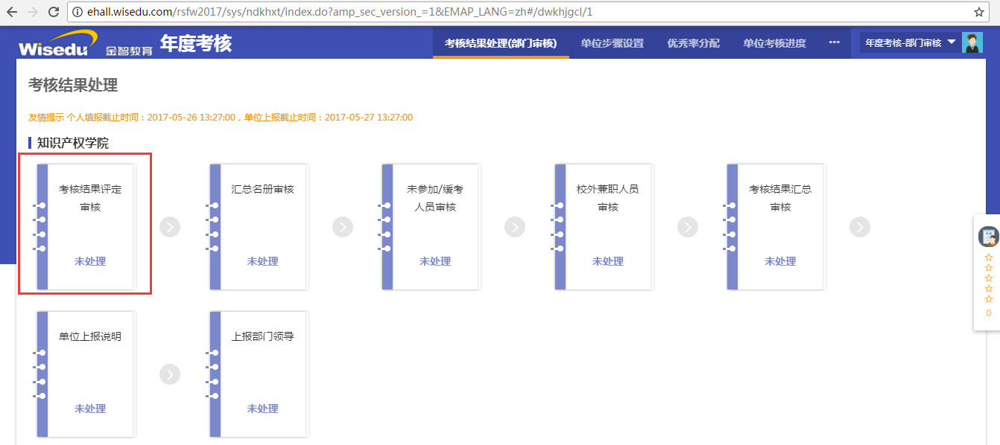 ehall.wisedu.com/rsfw2017/sys/ndkhxt/index.do?amp_sec_version_=1&EMAP_LANG=zh#/dwkhjgcl/1
Wisedu 金智教育 年度考核 考核结果处理(部门审核) 单位步骤设置 优秀率分配 单位考核进度 ··· 年度考核-部门审核
考核结果处理
友情提示 个人填报截止时间：2017-05-26 13:27:00，单位上报截止时间：2017-05-27 13:27:00
知识产权学院
考核结果评定
审核
未处理
汇总名册审核
未处理
未参加/缓考
人员审核
未处理
校外兼职人员
审核
未处理
考核结果汇总
审核
未处理
单位上报说明
未处理
上报部门领导
未处理
0